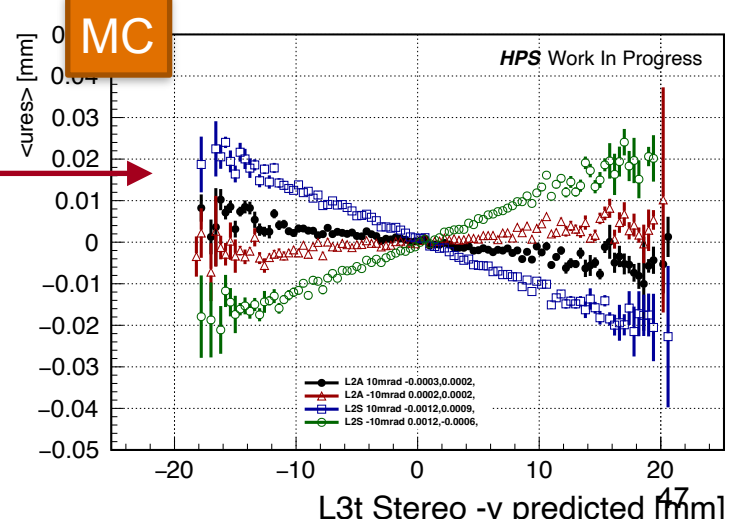 MC
HPS Work In Progress
<ures> [mm]
0.04
0.03
0.02
0.01
0
−0.01
−0.02
−0.03
−0.04
−0.05
L2A 10mrad -0.0003,0.0002,
L2A -10mrad 0.0002,0.0002,
L2S 10mrad -0.0012,0.0009,
L2S -10mrad 0.0012,-0.0006,
−20 −10 0 10 20
47
L3t Stereo -v predicted [mm]